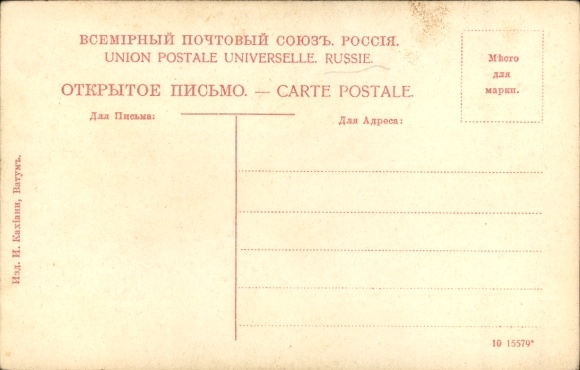 ВСЕМІРНЫЙ ПОЧТОВЫЙ СОЮЗЪ. РОССІЯ.
UNION POSTALE UNIVERSELLE. RUSSIE.
ОТКРЫТОЕ ПИСЬМО. — CARTE POSTALE.
Для Письма:
Для Адреса:
Мѣсто
для
марки.
Изд. И. Кахіани, Батумъ.
10 15579*